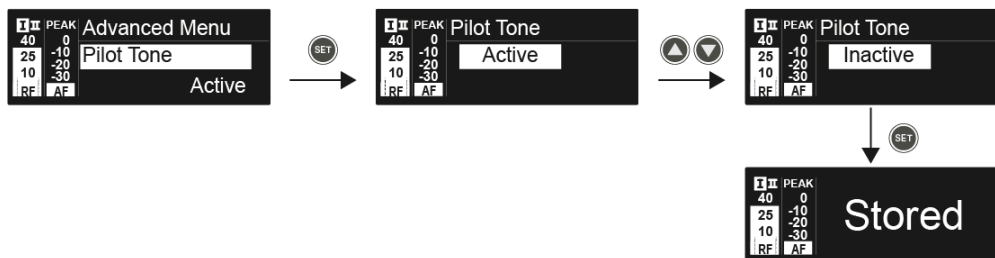 I II PEAK Advanced Menu
40 0
25 -10
10 -20
-30
RF AF
Pilot Tone
Active
SET
I II PEAK Pilot Tone
40 0
25 -10
10 -20
-30
RF AF
Active
I II PEAK Pilot Tone
40 0
25 -10
10 -20
-30
RF AF
Inactive
SET
I II PEAK
40 0
25 -10
10 -20
-30
RF AF
Stored